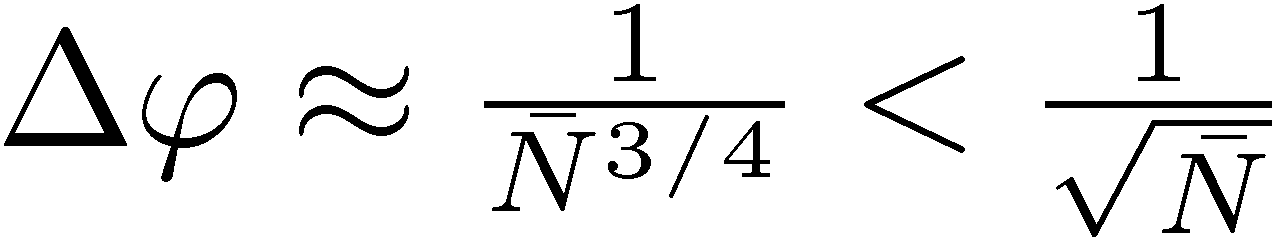 Δφ ≈ 1/N̄^{3/4} < 1/√N̄